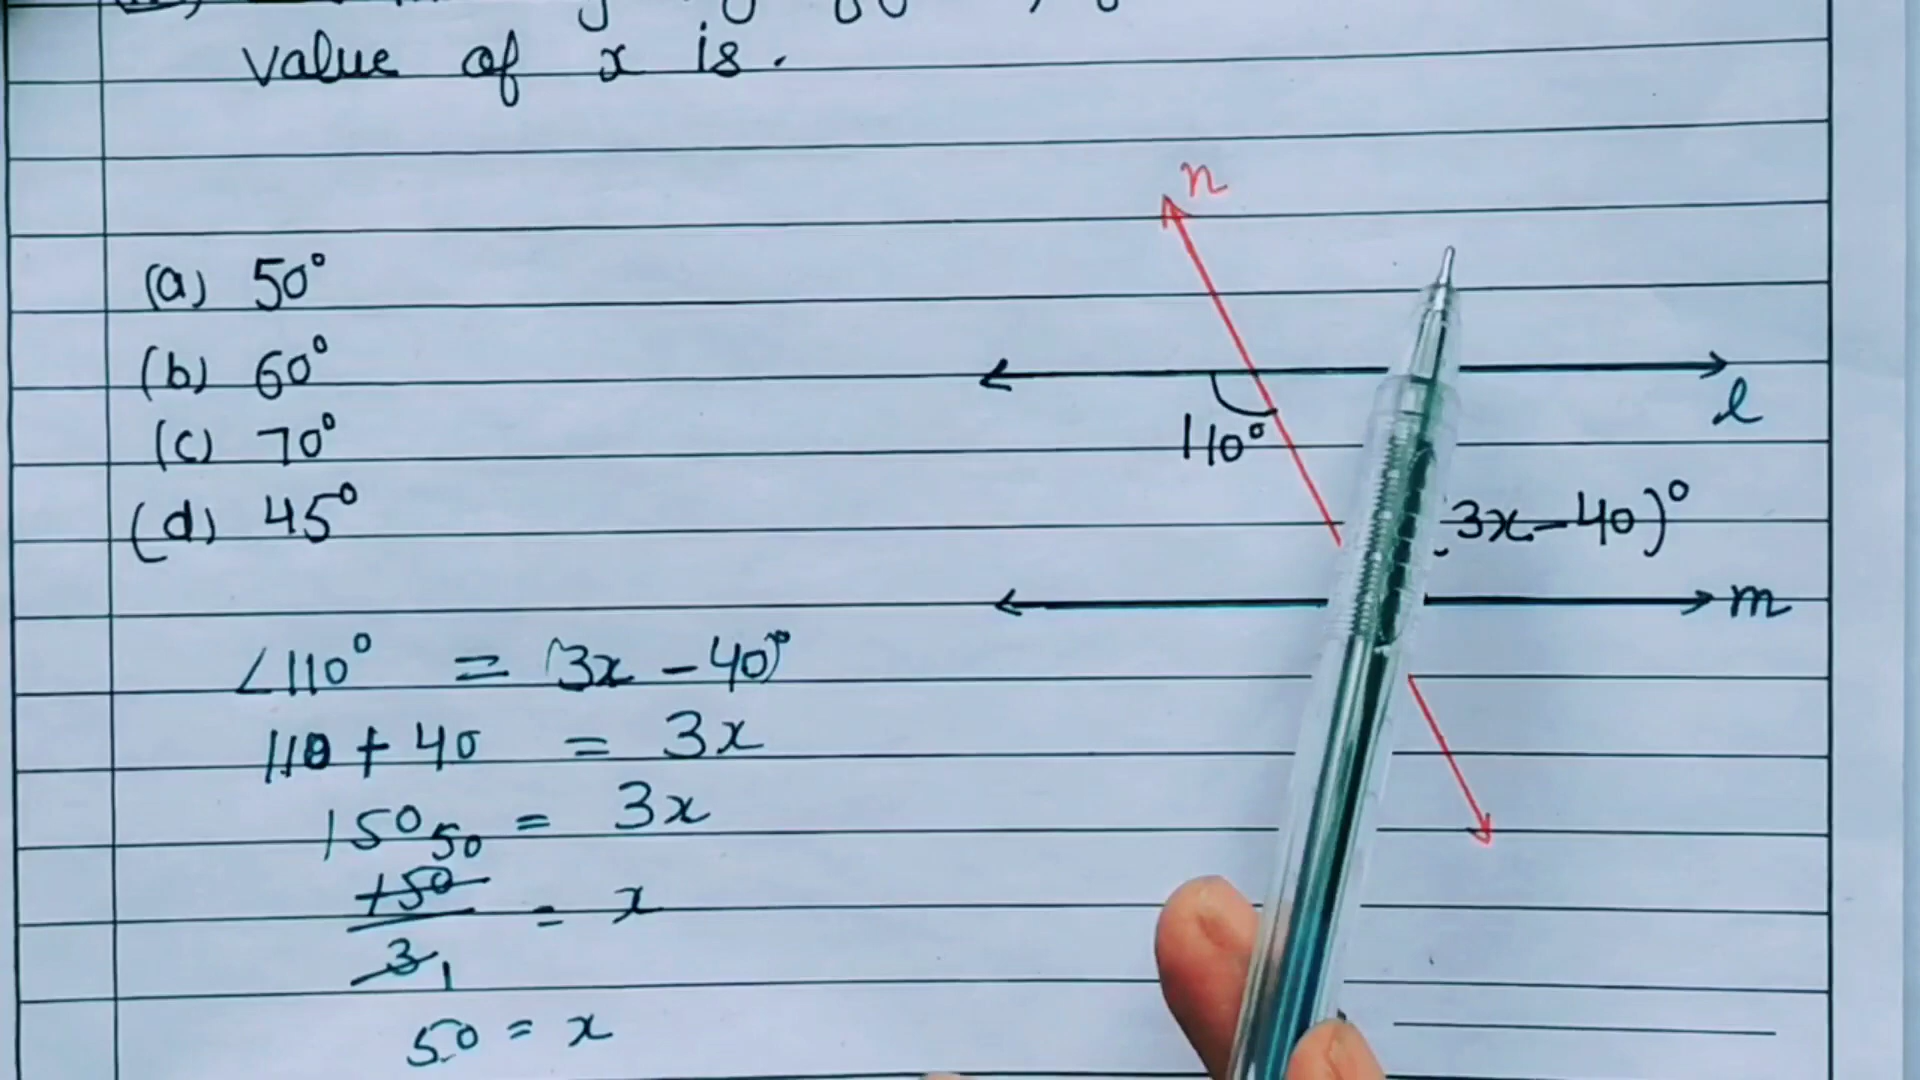 value of x is.
n
(a) 50°
(b) 60°
(c) 70°
(d) 45°
l
110°
3x-40)°
m
∠110° = (3x-40)°
110 + 40 = 3x
150 = 3x
50
150/3 = x
1
50 = x